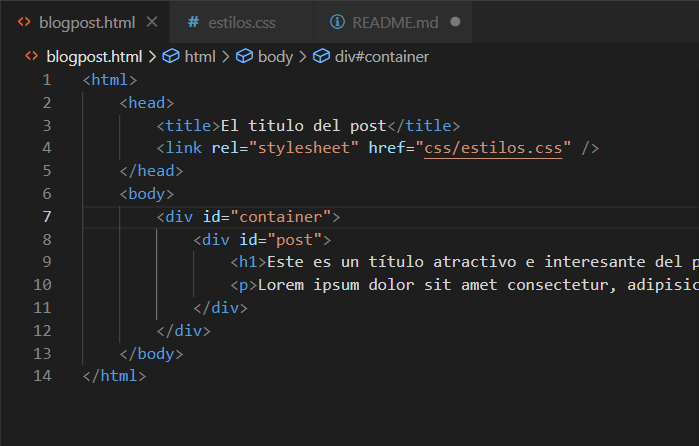 blogpost.html estilos.css README.md
blogpost.html > html > body > div#container
1 <html>
2 <head>
3 <title>El titulo del post</title>
4 <link rel="stylesheet" href="css/estilos.css" />
5 </head>
6 <body>
7 <div id="container">
8 <div id="post">
9 <h1>Este es un título atractivo e interesante del p
10 <p>Lorem ipsum dolor sit amet consectetur, adipisic
11 </div>
12 </div>
13 </body>
14 </html>